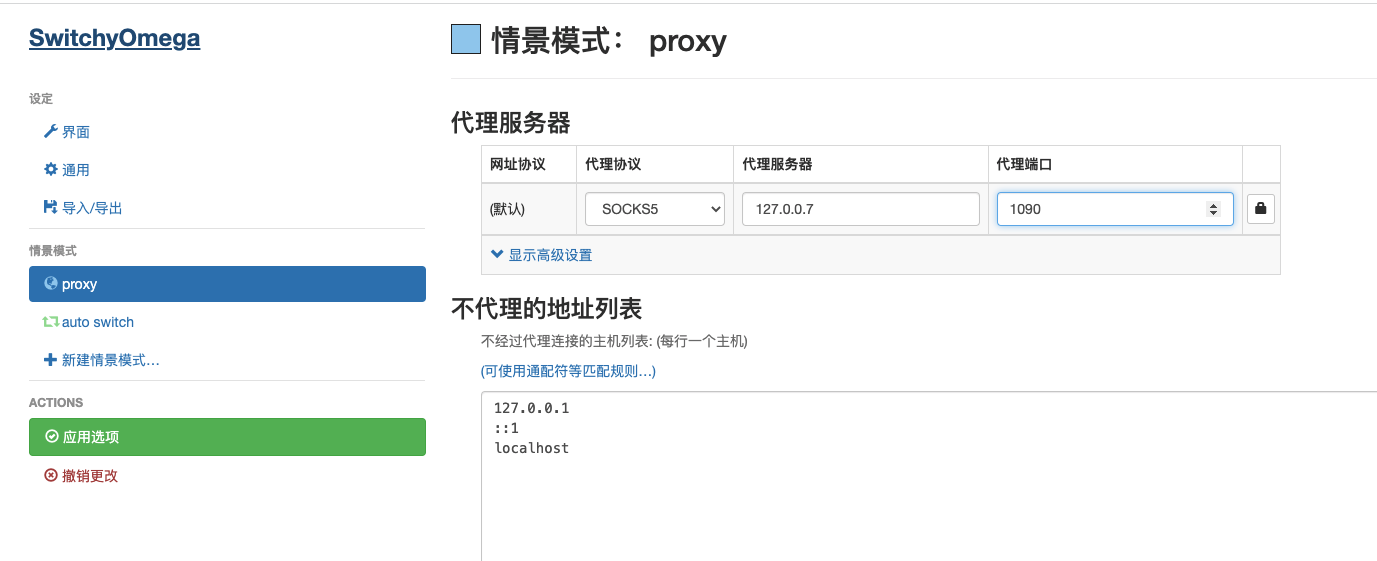 SwitchyOmega
设定
界面
通用
导入/导出
情景模式
proxy
auto switch
新建情景模式...
ACTIONS
应用选项
撤销更改
情景模式： proxy
代理服务器
网址协议 代理协议 代理服务器 代理端口
(默认) SOCKS5 127.0.0.7 1090
显示高级设置
不代理的地址列表
不经过代理连接的主机列表: (每行一个主机)
(可使用通配符等匹配规则...)
127.0.0.1
::1
localhost